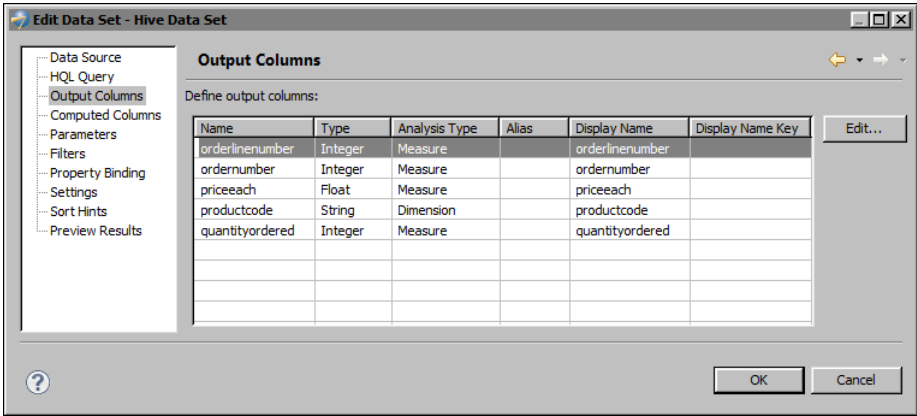 Edit Data Set - Hive Data Set
Data Source
HQL Query
Output Columns
Computed Columns
Parameters
Filters
Property Binding
Settings
Sort Hints
Preview Results
Output Columns
Define output columns:
Name Type Analysis Type Alias Display Name Display Name Key
orderlinenumber Integer Measure orderlinenumber
ordernumber Integer Measure ordernumber
priceeach Float Measure priceeach
productcode String Dimension productcode
quantityordered Integer Measure quantityordered
Edit...
?
OK Cancel